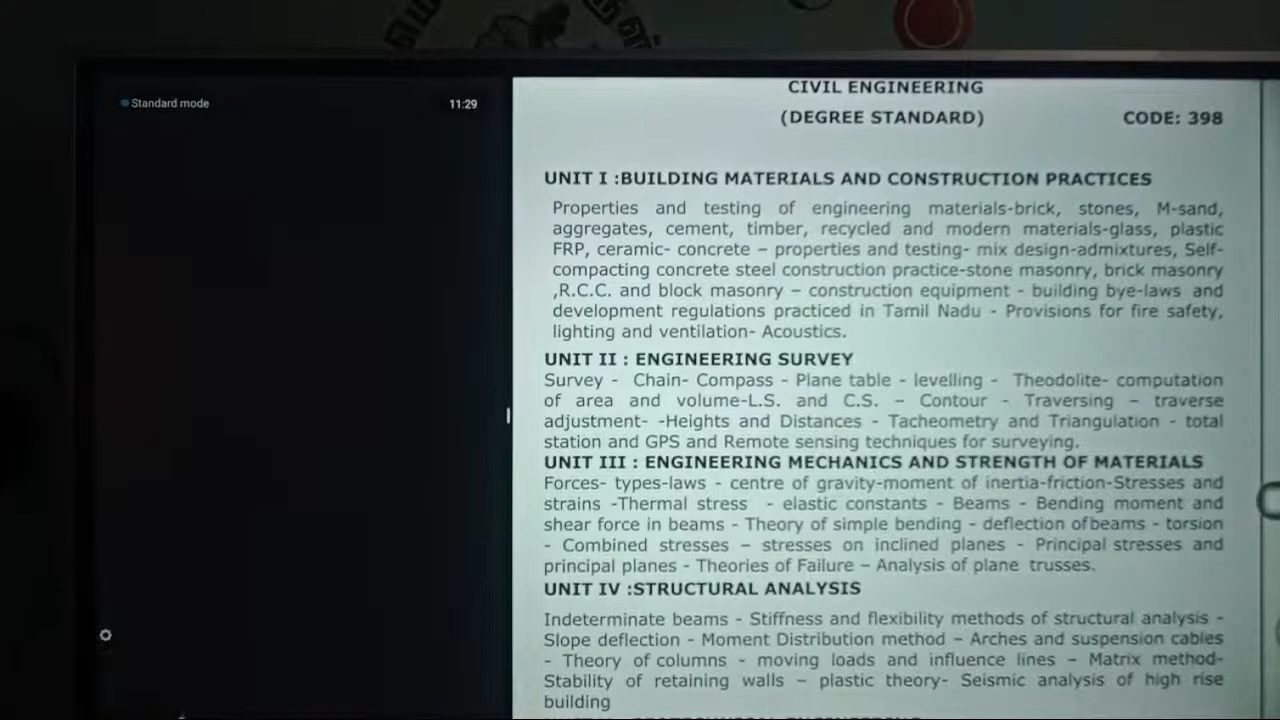 Standard mode
11:29
CIVIL ENGINEERING
(DEGREE STANDARD)
CODE: 398
UNIT I :BUILDING MATERIALS AND CONSTRUCTION PRACTICES
Properties and testing of engineering materials-brick, stones, M-sand,
aggregates, cement, timber, recycled and modern materials-glass, plastic
FRP, ceramic- concrete – properties and testing- mix design-admixtures, Self-
compacting concrete steel construction practice-stone masonry, brick masonry
,R.C.C. and block masonry – construction equipment - building bye-laws and
development regulations practiced in Tamil Nadu - Provisions for fire safety,
lighting and ventilation- Acoustics.
UNIT II : ENGINEERING SURVEY
Survey - Chain- Compass - Plane table - levelling - Theodolite- computation
of area and volume-L.S. and C.S. – Contour - Traversing – traverse
adjustment- -Heights and Distances - Tacheometry and Triangulation - total
station and GPS and Remote sensing techniques for surveying.
UNIT III : ENGINEERING MECHANICS AND STRENGTH OF MATERIALS
Forces- types-laws - centre of gravity-moment of inertia-friction-Stresses and
strains -Thermal stress - elastic constants - Beams - Bending moment and
shear force in beams - Theory of simple bending - deflection of beams - torsion
- Combined stresses – stresses on inclined planes - Principal stresses and
principal planes - Theories of Failure – Analysis of plane trusses.
UNIT IV :STRUCTURAL ANALYSIS
Indeterminate beams - Stiffness and flexibility methods of structural analysis -
Slope deflection - Moment Distribution method – Arches and suspension cables
- Theory of columns - moving loads and influence lines – Matrix method-
Stability of retaining walls – plastic theory- Seismic analysis of high rise
building